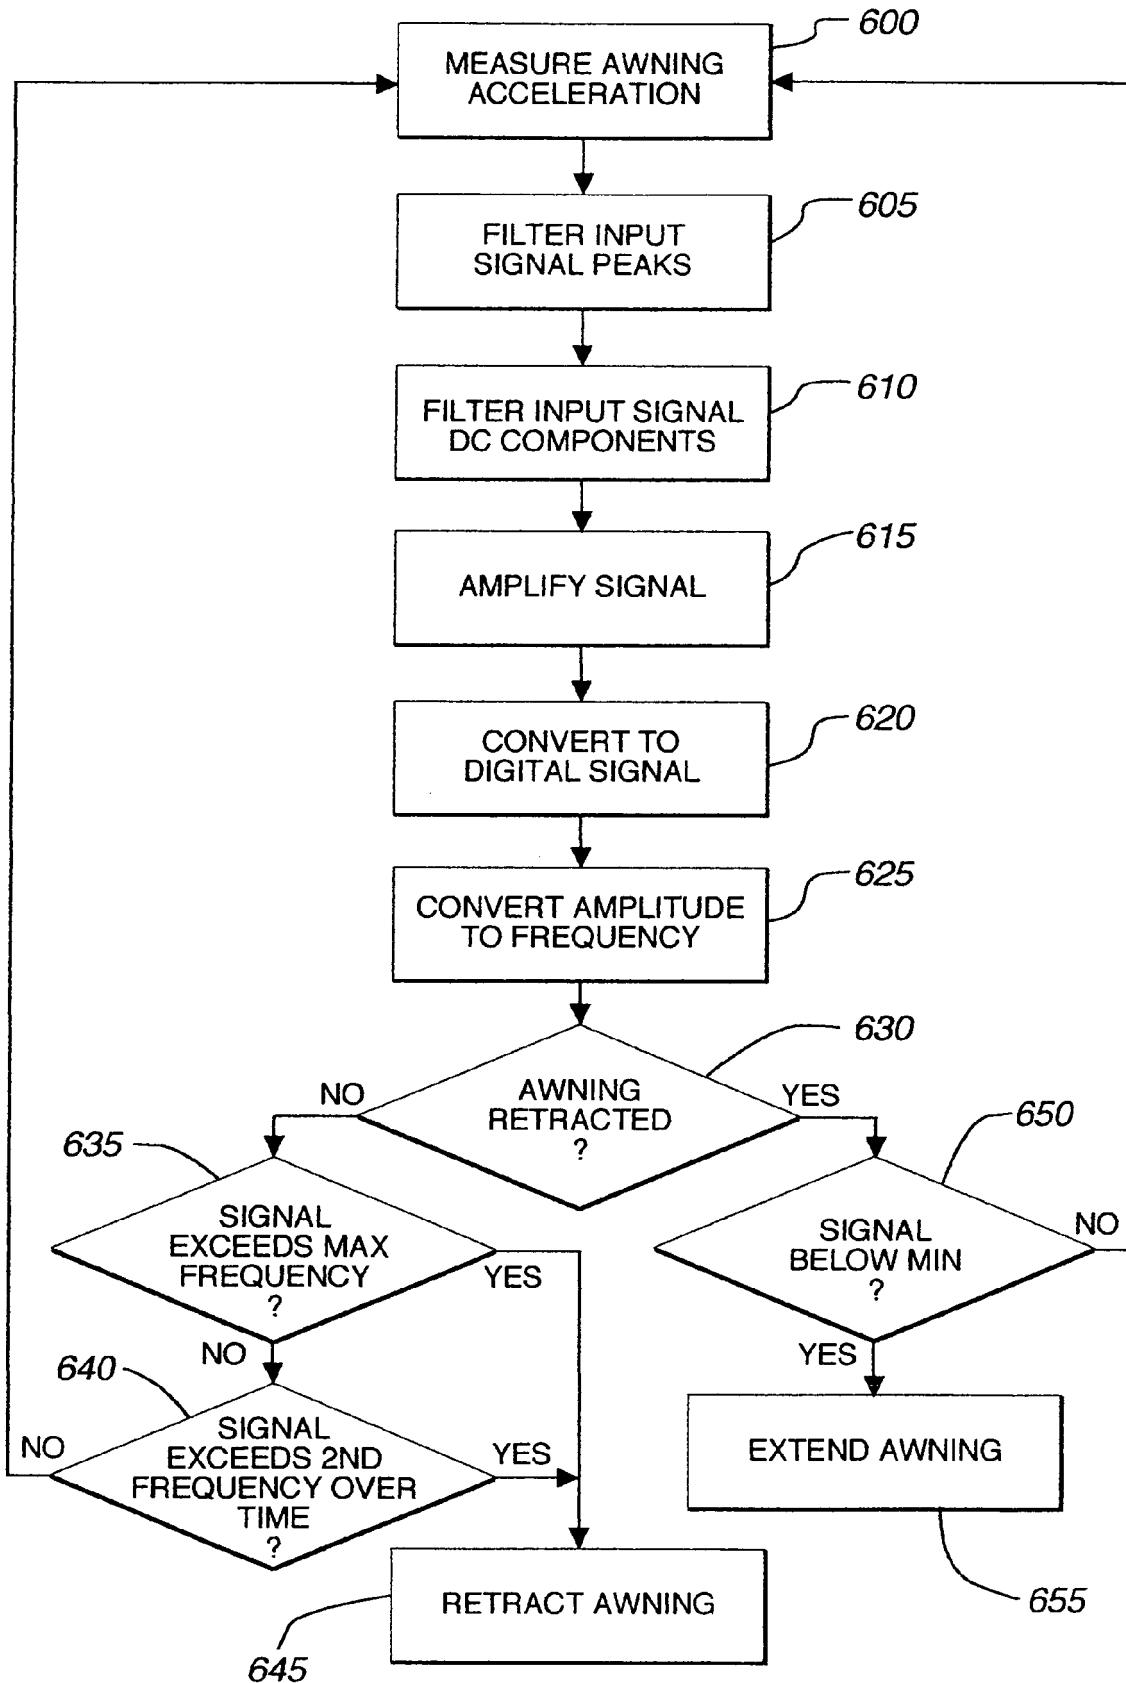 600
MEASURE AWNING
ACCELERATION
605
FILTER INPUT
SIGNAL PEAKS
610
FILTER INPUT SIGNAL
DC COMPONENTS
615
AMPLIFY SIGNAL
620
CONVERT TO
DIGITAL SIGNAL
625
CONVERT AMPLITUDE
TO FREQUENCY
630
NO
AWNING
RETRACTED
?
YES
635
SIGNAL
EXCEEDS MAX
FREQUENCY
?
YES
NO
650
SIGNAL
BELOW MIN
?
NO
YES
640
NO
SIGNAL
EXCEEDS 2ND
FREQUENCY OVER
TIME
?
YES
EXTEND AWNING
655
RETRACT AWNING
645